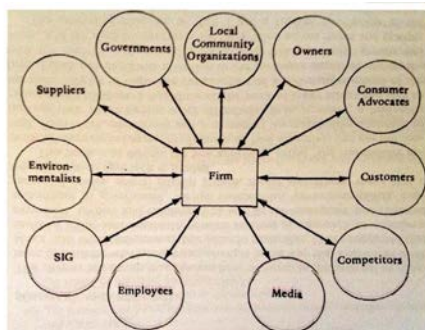 Governments
Local
Community
Organizations
Owners
Suppliers
Consumer
Advocates
Environ-
mentalists
Firm
Customers
SIG
Competitors
Employees
Media